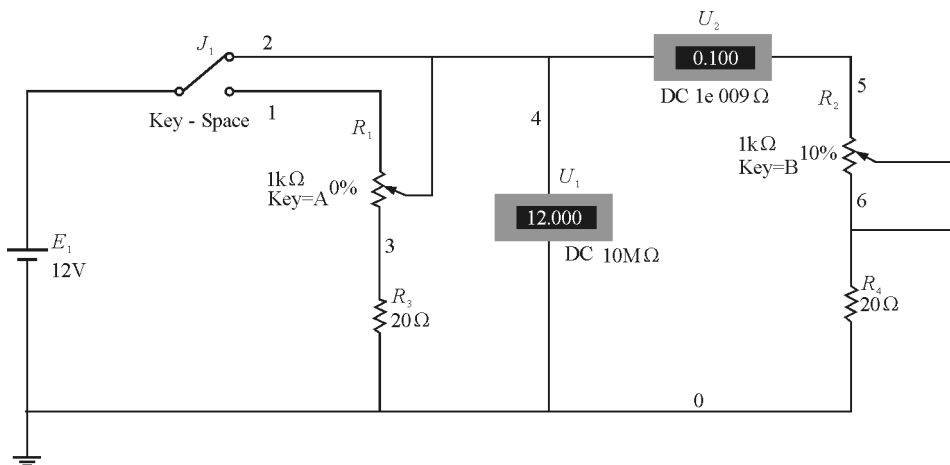 J₁
2
Key - Space
1
R₁
1kΩ
Key=A
0%
3
E₁
12V
R₃
20Ω
4
U₁
12.000
DC 10MΩ
U₂
0.100
DC 1e 009 Ω
5
R₂
1kΩ
Key=B
10%
6
R₄
20Ω
0